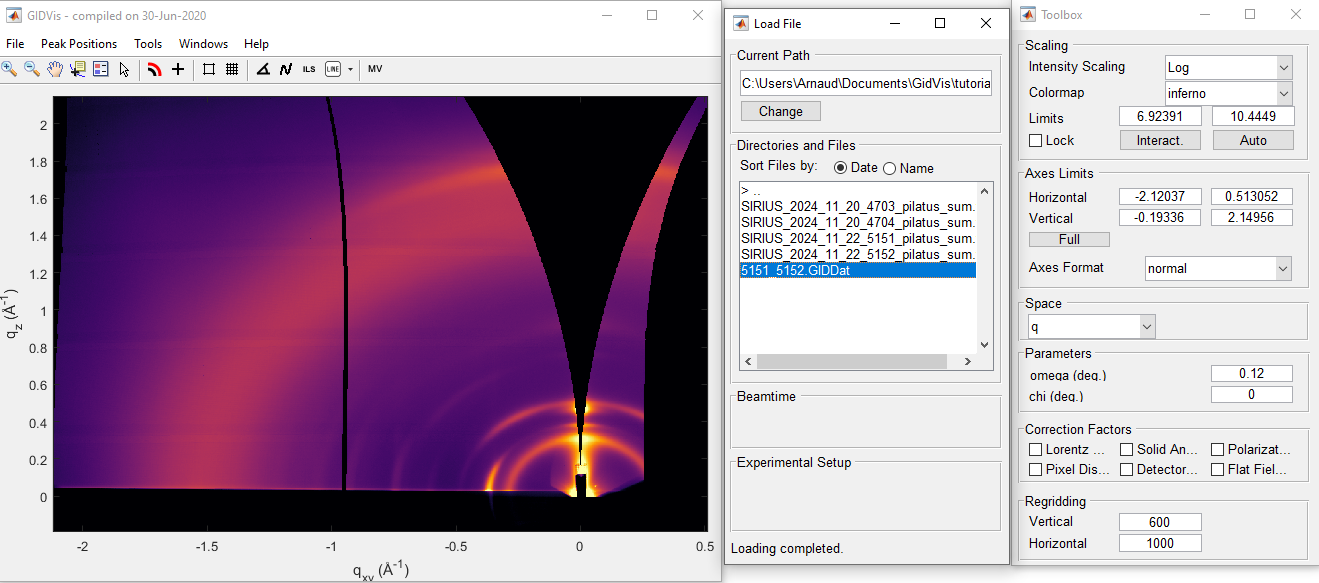 GIDVis - compiled on 30-Jun-2020
File Peak Positions Tools Windows Help
ILS LINE MV
2
1.8
1.6
1.4
1.2
1
0.8
0.6
0.4
0.2
0
q_z (Å^-1)
-2 -1.5 -1 -0.5 0 0.5
q_xy (Å^-1)
Load File
Current Path
C:\Users\Arnaud\Documents\GidVis\tutoria
Change
Directories and Files
Sort Files by: Date Name
> ..
SIRIUS_2024_11_20_4703_pilatus_sum.
SIRIUS_2024_11_20_4704_pilatus_sum.
SIRIUS_2024_11_22_5151_pilatus_sum.
SIRIUS_2024_11_22_5152_pilatus_sum.
5151_5152.GIDDat
Beamtime
Experimental Setup
Loading completed.
Toolbox
Scaling
Intensity Scaling Log
Colormap inferno
Limits 6.92391 10.4449
Lock Interact. Auto
Axes Limits
Horizontal -2.12037 0.513052
Vertical -0.19336 2.14956
Full
Axes Format normal
Space
q
Parameters
omega (deg.) 0.12
chi (deg.) 0
Correction Factors
Lorentz ... Solid An... Polarizat...
Pixel Dis... Detector... Flat Fiel...
Regridding
Vertical 600
Horizontal 1000